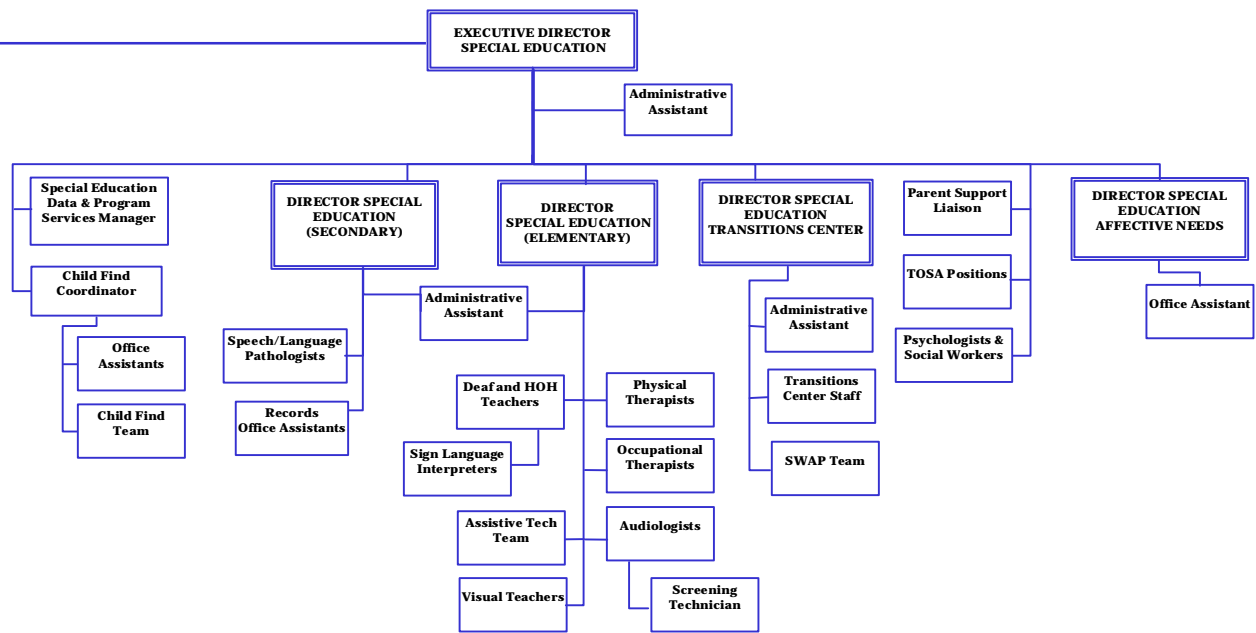 EXECUTIVE DIRECTOR
SPECIAL EDUCATION
Administrative
Assistant
Special Education
Data & Program
Services Manager
Child Find
Coordinator
Office
Assistants
Child Find
Team
DIRECTOR SPECIAL
EDUCATION
(SECONDARY)
Administrative
Assistant
Speech/Language
Pathologists
Records
Office Assistants
DIRECTOR
SPECIAL EDUCATION
(ELEMENTARY)
Deaf and HOH
Teachers
Sign Language
Interpreters
Physical
Therapists
Occupational
Therapists
Assistive Tech
Team
Audiologists
Screening
Technician
Visual Teachers
DIRECTOR SPECIAL
EDUCATION
TRANSITIONS CENTER
Administrative
Assistant
Transitions
Center Staff
SWAP Team
Parent Support
Liaison
TOSA Positions
Psychologists &
Social Workers
DIRECTOR SPECIAL
EDUCATION
AFFECTIVE NEEDS
Office Assistant